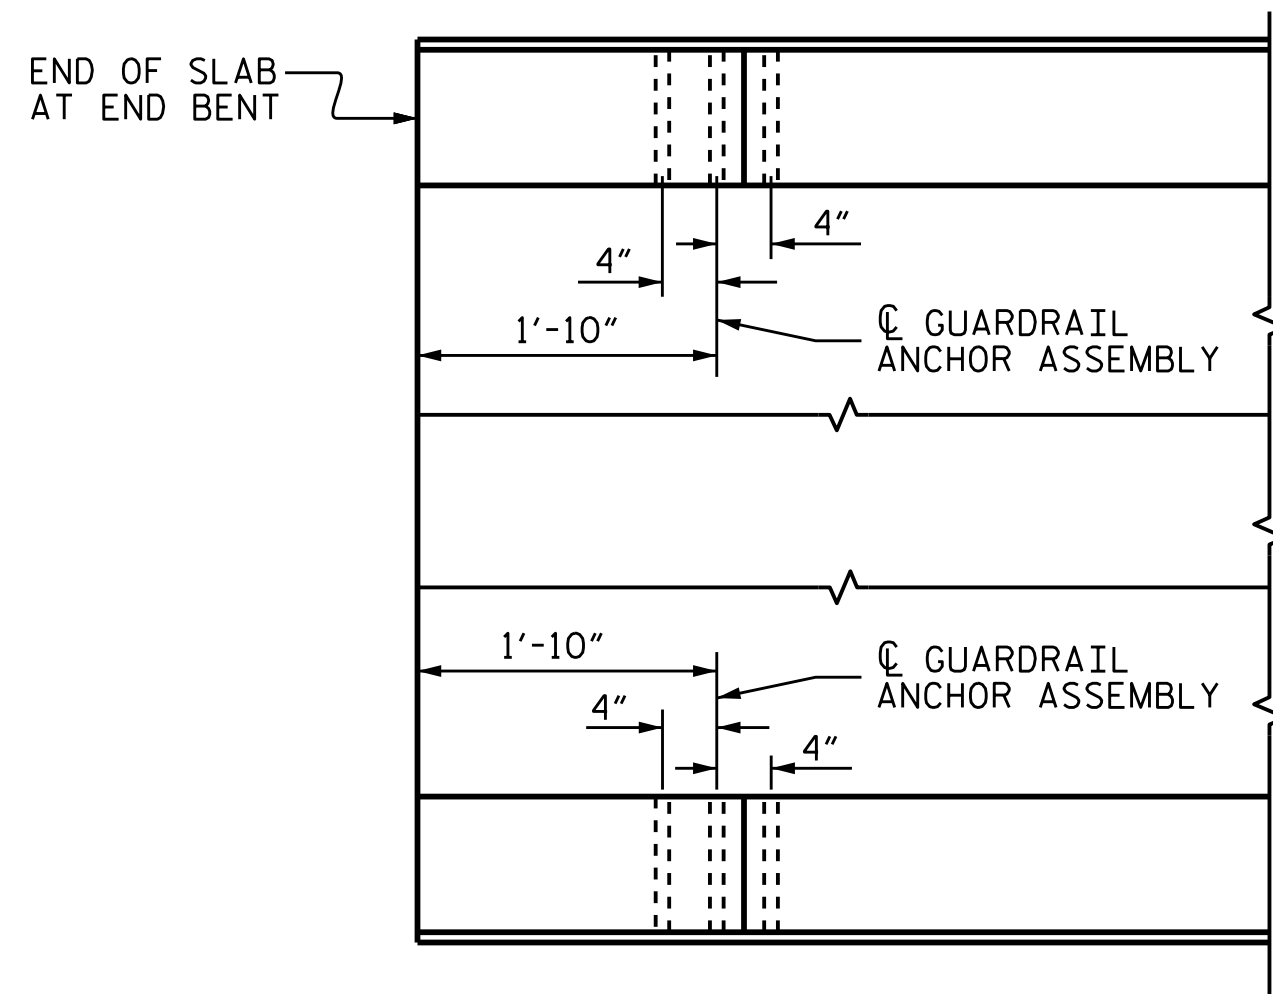 END OF SLAB
AT END BENT
4"
4"
1'-10"
℄ GUARDRAIL
ANCHOR ASSEMBLY
1'-10"
℄ GUARDRAIL
ANCHOR ASSEMBLY
4"
4"